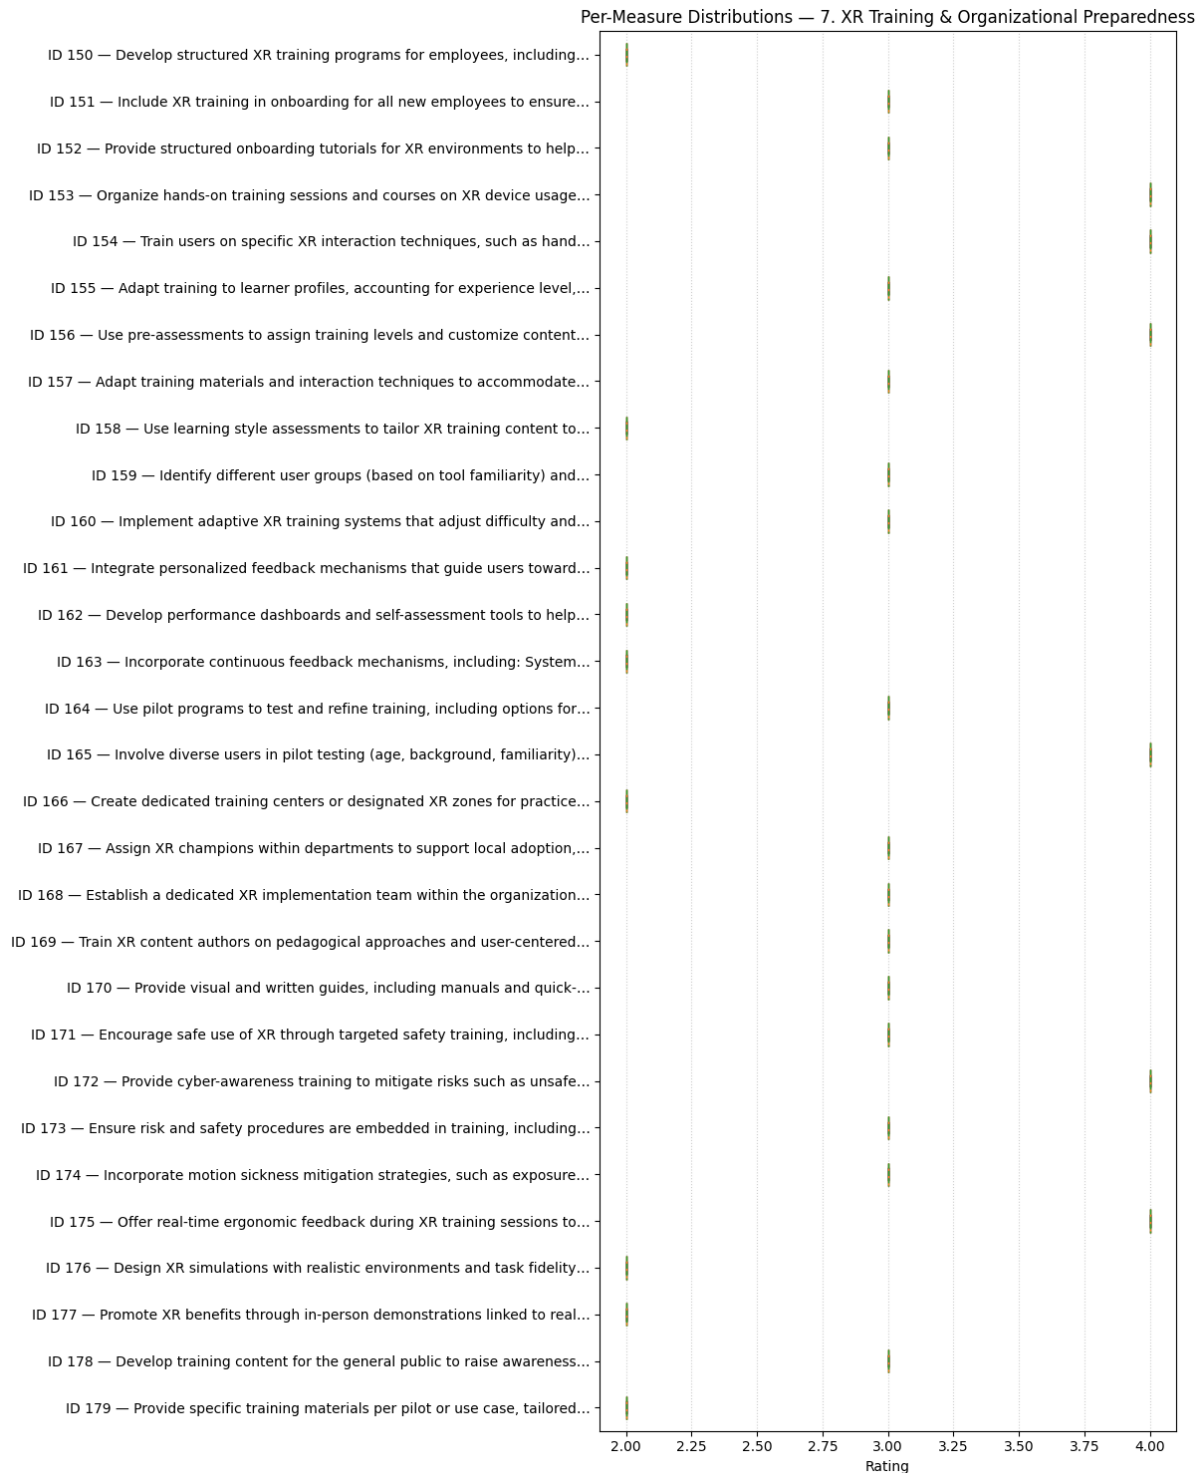 Per-Measure Distributions — 7. XR Training & Organizational Preparedness
ID 150 — Develop structured XR training programs for employees, including...
ID 151 — Include XR training in onboarding for all new employees to ensure...
ID 152 — Provide structured onboarding tutorials for XR environments to help...
ID 153 — Organize hands-on training sessions and courses on XR device usage...
ID 154 — Train users on specific XR interaction techniques, such as hand...
ID 155 — Adapt training to learner profiles, accounting for experience level,...
ID 156 — Use pre-assessments to assign training levels and customize content...
ID 157 — Adapt training materials and interaction techniques to accommodate...
ID 158 — Use learning style assessments to tailor XR training content to...
ID 159 — Identify different user groups (based on tool familiarity) and...
ID 160 — Implement adaptive XR training systems that adjust difficulty and...
ID 161 — Integrate personalized feedback mechanisms that guide users toward...
ID 162 — Develop performance dashboards and self-assessment tools to help...
ID 163 — Incorporate continuous feedback mechanisms, including: System...
ID 164 — Use pilot programs to test and refine training, including options for...
ID 165 — Involve diverse users in pilot testing (age, background, familiarity)...
ID 166 — Create dedicated training centers or designated XR zones for practice...
ID 167 — Assign XR champions within departments to support local adoption,...
ID 168 — Establish a dedicated XR implementation team within the organization...
ID 169 — Train XR content authors on pedagogical approaches and user-centered...
ID 170 — Provide visual and written guides, including manuals and quick-...
ID 171 — Encourage safe use of XR through targeted safety training, including...
ID 172 — Provide cyber-awareness training to mitigate risks such as unsafe...
ID 173 — Ensure risk and safety procedures are embedded in training, including...
ID 174 — Incorporate motion sickness mitigation strategies, such as exposure...
ID 175 — Offer real-time ergonomic feedback during XR training sessions to...
ID 176 — Design XR simulations with realistic environments and task fidelity...
ID 177 — Promote XR benefits through in-person demonstrations linked to real...
ID 178 — Develop training content for the general public to raise awareness...
ID 179 — Provide specific training materials per pilot or use case, tailored...
2.00 2.25 2.50 2.75 3.00 3.25 3.50 3.75 4.00
Rating